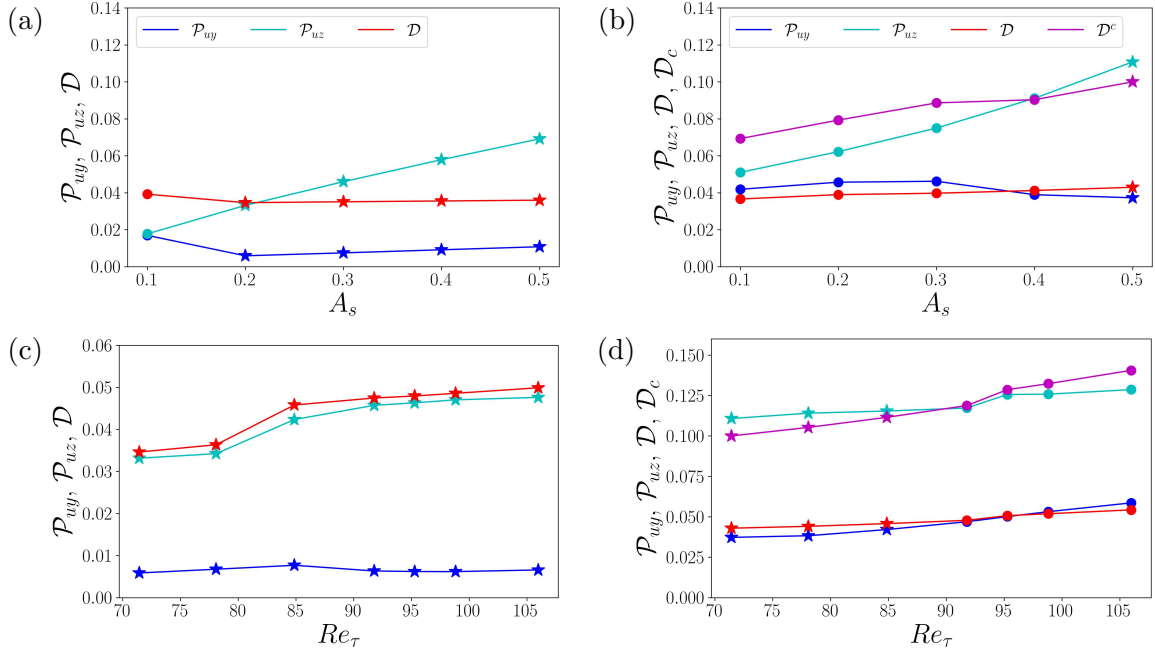 (a)
𝒫uy 𝒫uz 𝒟
0.14
0.12
0.10
0.08
0.06
0.04
0.02
0.00
𝒫uy, 𝒫uz, 𝒟
0.1 0.2 0.3 0.4 0.5
As
(b)
𝒫uy 𝒫uz 𝒟 𝒟c
0.14
0.12
0.10
0.08
0.06
0.04
0.02
0.00
𝒫uy, 𝒫uz, 𝒟, 𝒟c
0.1 0.2 0.3 0.4 0.5
As
(c)
0.06
0.05
0.04
0.03
0.02
0.01
0.00
𝒫uy, 𝒫uz, 𝒟
70 75 80 85 90 95 100 105
Reτ
(d)
0.150
0.125
0.100
0.075
0.050
0.025
0.000
𝒫uy, 𝒫uz, 𝒟, 𝒟c
70 75 80 85 90 95 100 105
Reτ